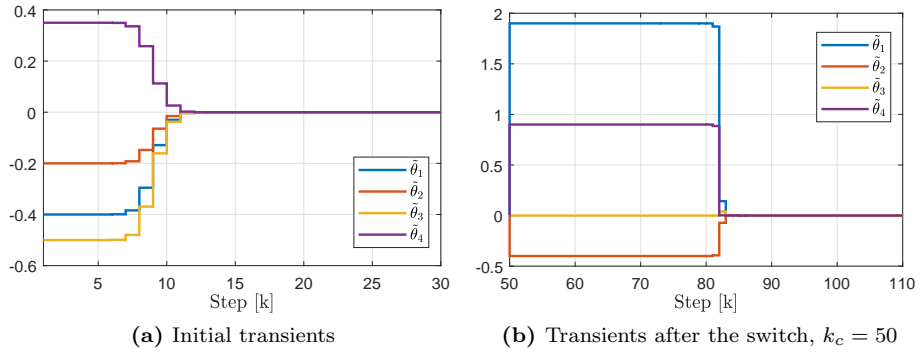 0.4
0.2
0
-0.2
-0.4
-0.6
5 10 15 20 25 30
Step [k]
θ̃₁
θ̃₂
θ̃₃
θ̃₄
(a) Initial transients
2
1.5
1
0.5
0
-0.5
50 60 70 80 90 100 110
Step [k]
θ̃₁
θ̃₂
θ̃₃
θ̃₄
(b) Transients after the switch, k_c = 50